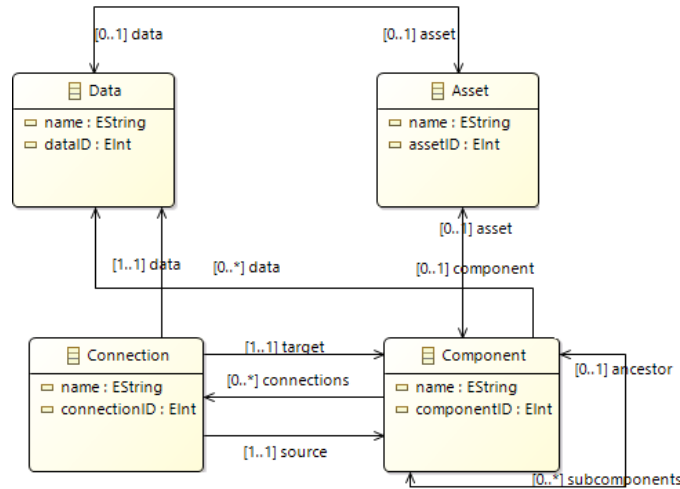 [0..1] data
[0..1] asset
Data
Asset
name : EString
dataID : EInt
name : EString
assetID : EInt
[0..1] asset
[1..1] data
[0..*] data
[0..1] component
Connection
Component
[1..1] target
[0..1] ancestor
name : EString
connectionID : EInt
[0..*] connections
name : EString
componentID : EInt
[1..1] source
[0..*] subcomponents